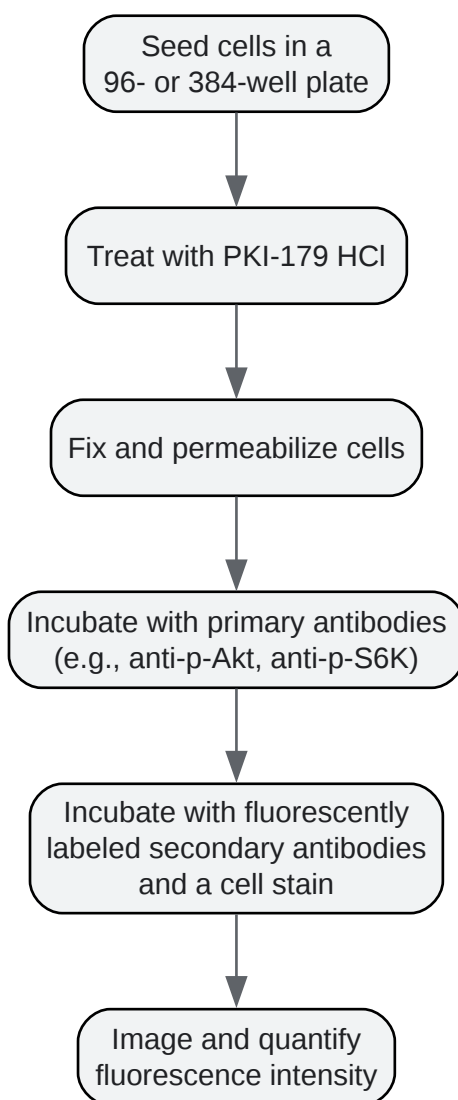 Seed cells in a
96- or 384-well plate
Treat with PKI-179 HCl
Fix and permeabilize cells
Incubate with primary antibodies
(e.g., anti-p-Akt, anti-p-S6K)
Incubate with fluorescently
labeled secondary antibodies
and a cell stain
Image and quantify
fluorescence intensity